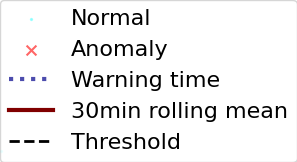 Normal
Anomaly
Warning time
30min rolling mean
Threshold